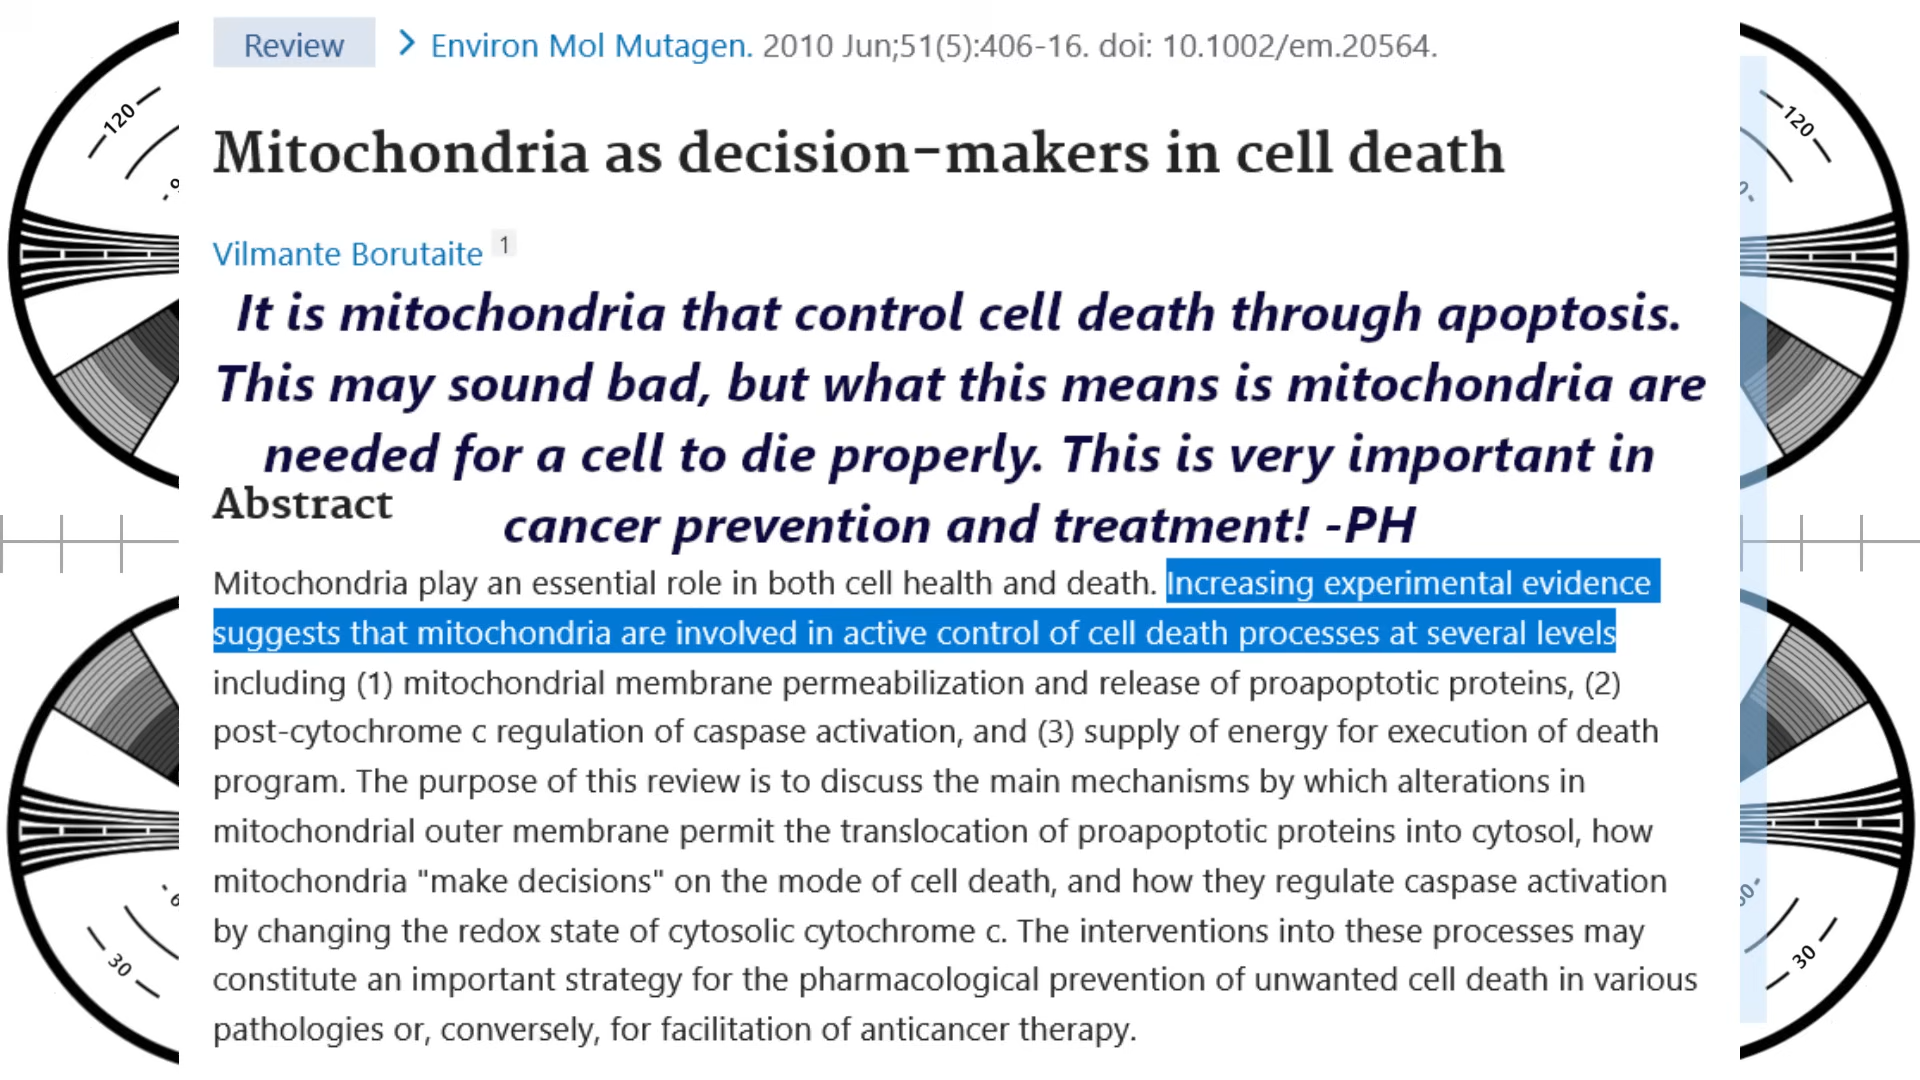 Review > Environ Mol Mutagen. 2010 Jun;51(5):406-16. doi: 10.1002/em.20564.
120
120
Mitochondria as decision-makers in cell death
Vilmante Borutaite 1
It is mitochondria that control cell death through apoptosis.
This may sound bad, but what this means is mitochondria are
needed for a cell to die properly. This is very important in
cancer prevention and treatment! -PH
Abstract
Mitochondria play an essential role in both cell health and death. Increasing experimental evidence
suggests that mitochondria are involved in active control of cell death processes at several levels
including (1) mitochondrial membrane permeabilization and release of proapoptotic proteins, (2)
post-cytochrome c regulation of caspase activation, and (3) supply of energy for execution of death
program. The purpose of this review is to discuss the main mechanisms by which alterations in
mitochondrial outer membrane permit the translocation of proapoptotic proteins into cytosol, how
mitochondria "make decisions" on the mode of cell death, and how they regulate caspase activation
by changing the redox state of cytosolic cytochrome c. The interventions into these processes may
constitute an important strategy for the pharmacological prevention of unwanted cell death in various
pathologies or, conversely, for facilitation of anticancer therapy.
30
30